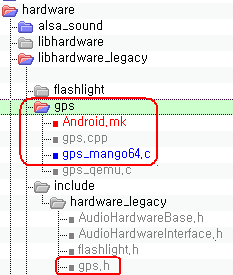 hardware
alsa_sound
libhardware
libhardware_legacy
flashlight
gps
Android.mk
gps.cpp
gps_mango64.c
gps_qemu.c
include
hardware_legacy
AudioHardwareBase.h
AudioHardwareInterface.h
flashlight.h
gps.h